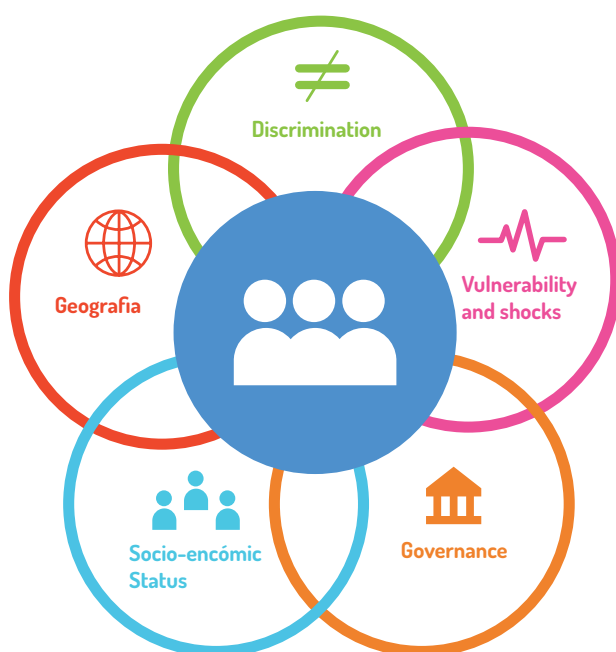 Discrimination
Vulnerability
and shocks
Geografia
Socio-encómic
Status
Governance